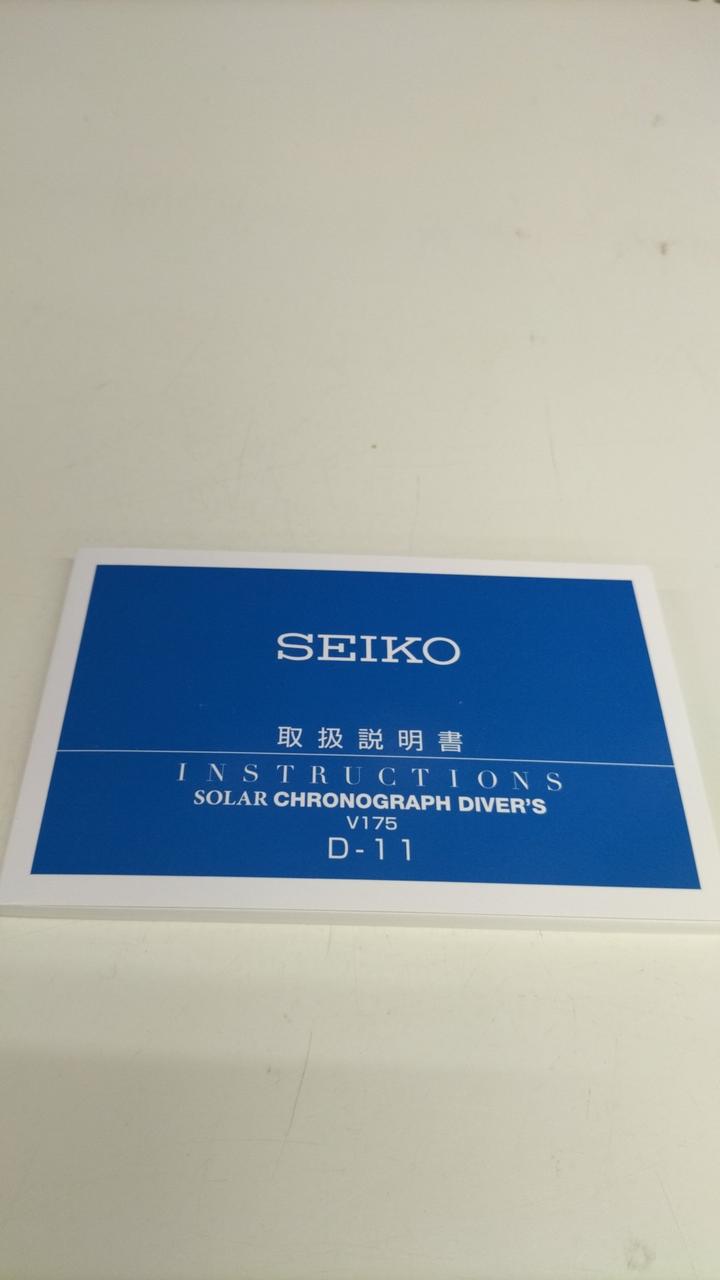 SEIKO
取扱説明書
INSTRUCTIONS
SOLAR CHRONOGRAPH DIVER'S
V175
D-11